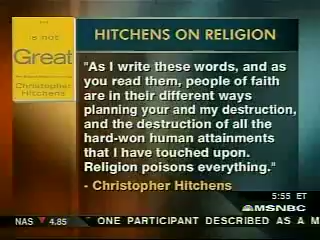 is not
Great
Christopher
Hitchens
HITCHENS ON RELIGION
"As I write these words, and as
you read them, people of faith
are in their different ways
planning your and my destruction,
and the destruction of all the
hard-won human attainments
that I have touched upon.
Religion poisons everything."
- Christopher Hitchens
5:55 ET
MSNBC
NAS ▼ 4.85 ONE PARTICIPANT DESCRIBED AS A M